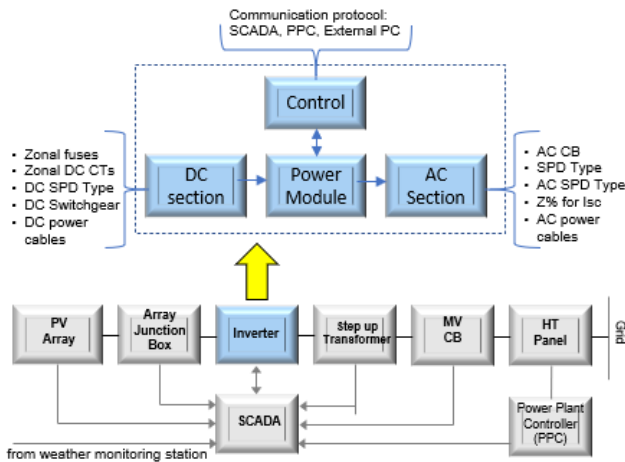 Communication protocol:
SCADA, PPC, External PC
Control
• Zonal fuses
• Zonal DC CTs
• DC SPD Type
• DC Switchgear
• DC power
cables
DC
section
Power
Module
AC
Section
• AC CB
• SPD Type
• AC SPD Type
• Z% for Isc
• AC power
cables
PV
Array
Array
Junction
Box
Inverter
Step up
Transformer
MV
CB
HT
Panel
Grid
SCADA
Power Plant
Controller
(PPC)
from weather monitoring station